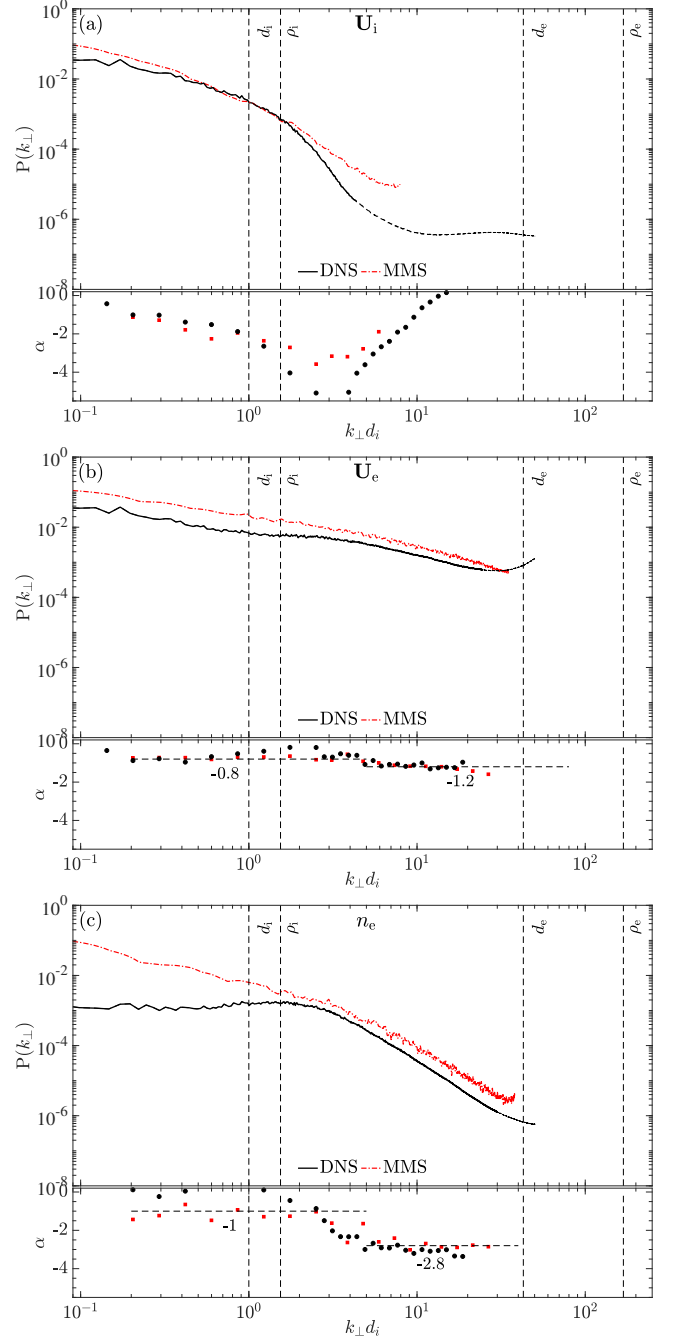 (a) U_i
d_i ρ_i d_e ρ_e
10^0
10^-2
10^-4
10^-6
10^-8
P(k_⊥)
DNS MMS
0
-2
-4
α
10^-1 10^0 10^1 10^2
k_⊥d_i
(b) U_e
d_i ρ_i d_e ρ_e
10^0
10^-2
10^-4
10^-6
10^-8
P(k_⊥)
DNS MMS
0
-2
-4
α
-0.8 -1.2
10^-1 10^0 10^1 10^2
k_⊥d_i
(c) n_e
d_i ρ_i d_e ρ_e
10^0
10^-2
10^-4
10^-6
10^-8
P(k_⊥)
DNS MMS
0
-2
-4
α
-1
-2.8
10^-1 10^0 10^1 10^2
k_⊥d_i